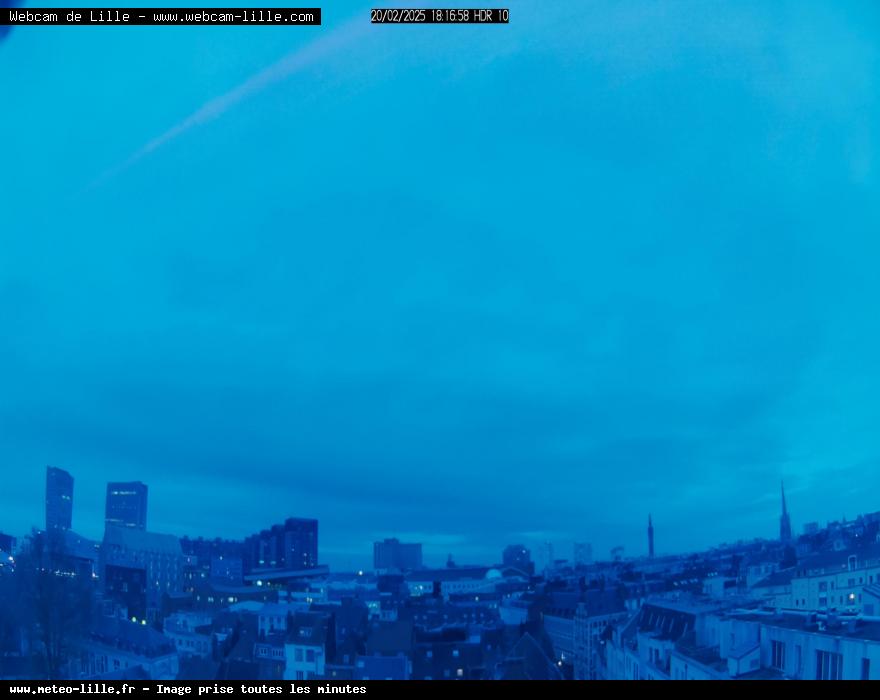 Webcam de Lille - www.webcam-lille.com
20/02/2025 18:16:58 HDR 10
www.meteo-lille.fr - Image prise toutes les minutes